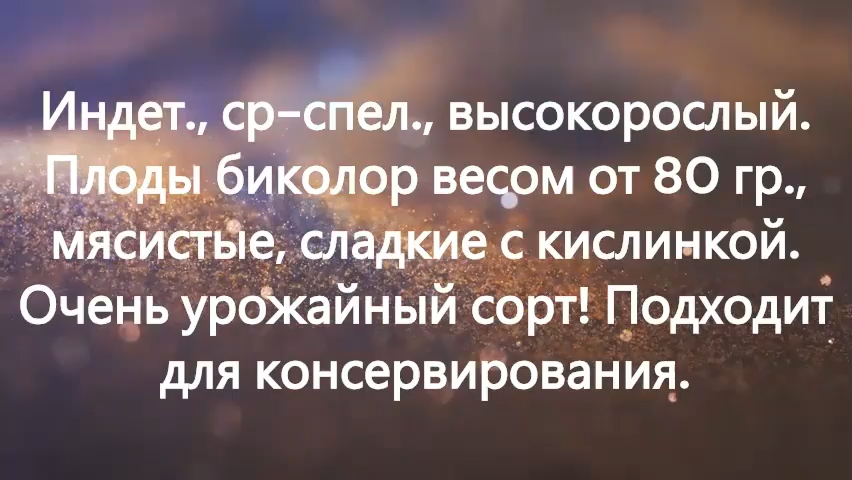 Индет., ср-спел., высокорослый.
Плоды биколор весом от 80 гр.,
мясистые, сладкие с кислинкой.
Очень урожайный сорт! Подходит
для консервирования.